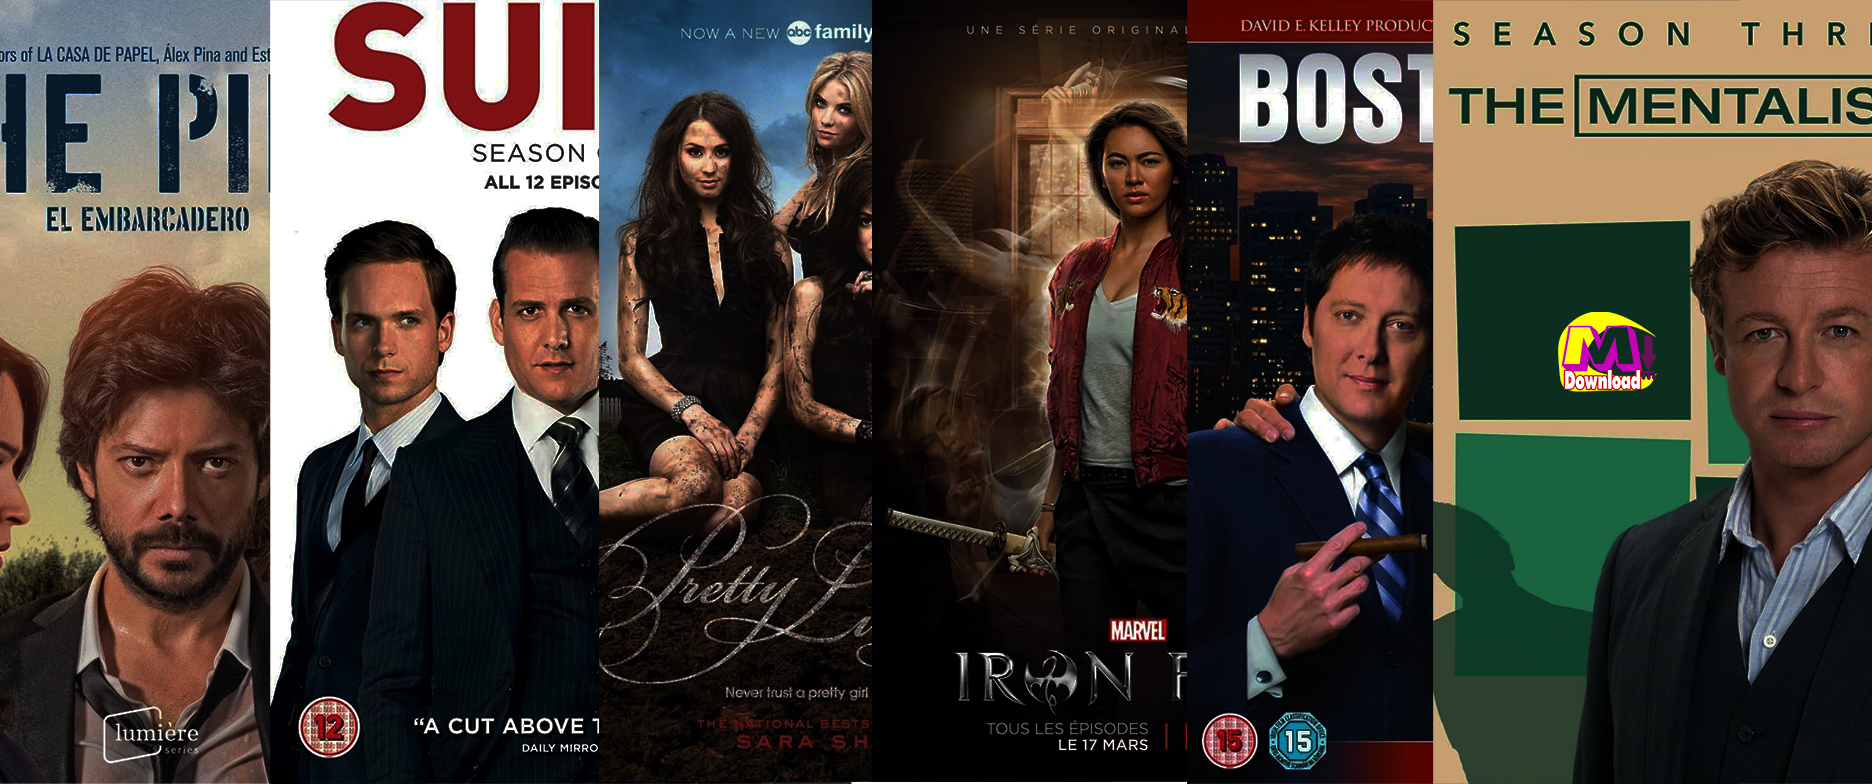 ors of LA CASA DE PAPEL, Álex Pina and Est
HE PI
EL EMBARCADERO
lumière
series
SUI
SEASON
ALL 12 EPISO
12
"A CUT ABOVE T
DAILY MIRRO
NOW A NEW abc family
Pretty Li
Never trust a pretty girl
THE NATIONAL BESTS
SARA SH
UNE SÉRIE ORIGINAL
MARVEL
IRON F
TOUS LES ÉPISODES
LE 17 MARS
DAVID E. KELLEY PRODUC
BOST
15
15
SEASON THR
THE MENTALIS
M
Download